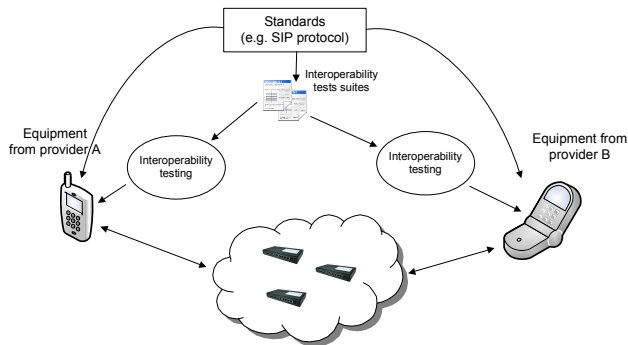 Standards
(e.g. SIP protocol)
Interoperability
tests suites
Equipment
from provider A
Interoperability
testing
Interoperability
testing
Equipment from
provider B